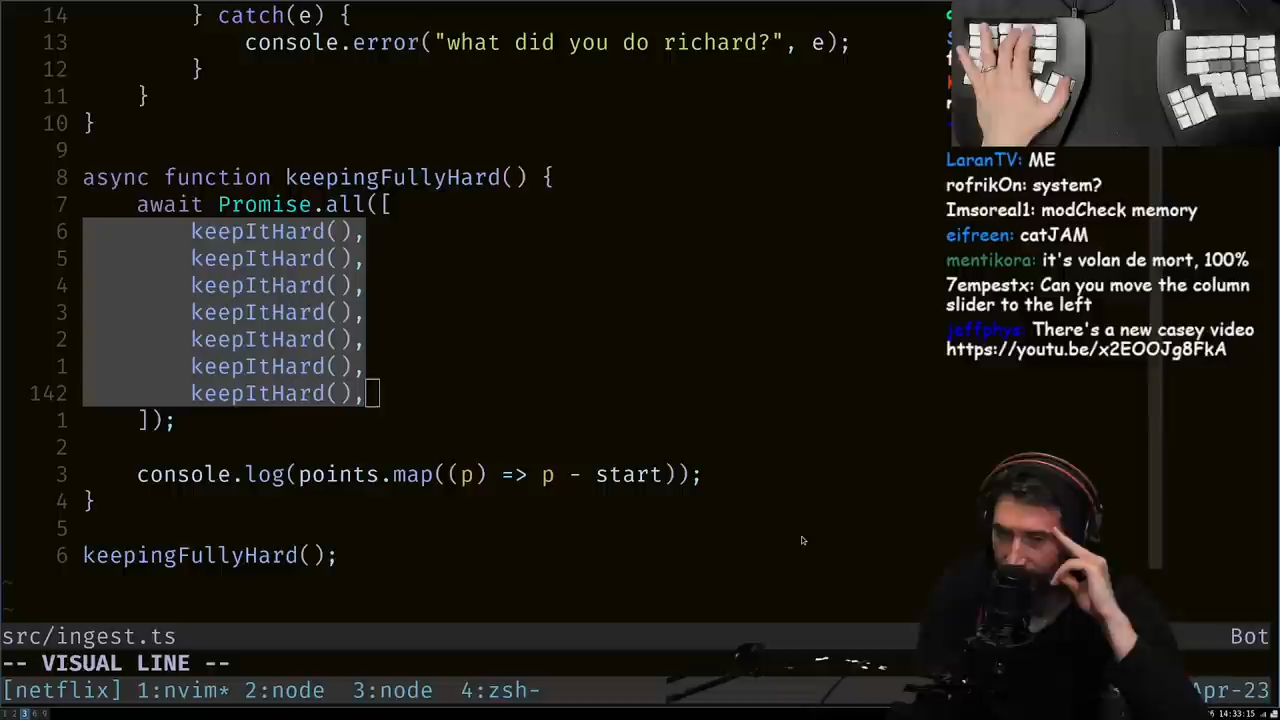 14 } catch(e) {
13 console.error("what did you do richard?", e);
12 }
11 }
10 }
9
8 async function keepingFullyHard() {
7 await Promise.all([
6 keepItHard(),
5 keepItHard(),
4 keepItHard(),
3 keepItHard(),
2 keepItHard(),
1 keepItHard(),
142 keepItHard(),
1 ]);
2
3 console.log(points.map((p) => p - start));
4 }
5
6 keepingFullyHard();
~
~
src/ingest.ts Bot
-- VISUAL LINE --
[netflix] 1:nvim* 2:node 3:node 4:zsh- Apr-23
14:33:15
LaranTV: ME
rofrikOn: system?
Imsoreal1: modCheck memory
eifreen: catJAM
mentikora: it's volan de mort, 100%
7empestx: Can you move the column
slider to the left
jeffphys: There's a new casey video
https://youtu.be/x2EOOJg8FkA